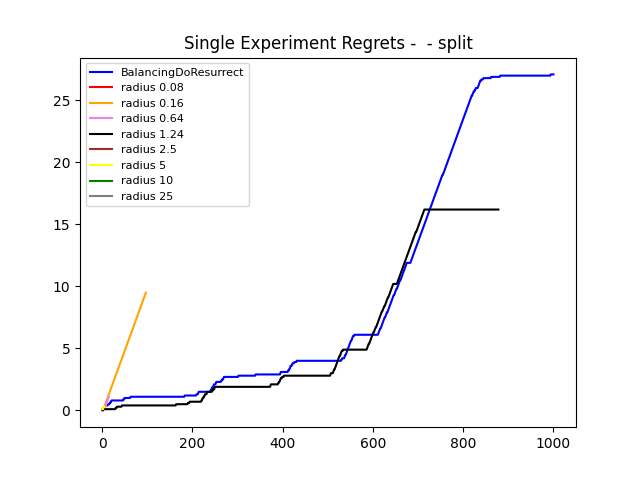 Single Experiment Regrets -  - split
BalancingDoResurrect
radius 0.08
radius 0.16
radius 0.64
radius 1.24
radius 2.5
radius 5
radius 10
radius 25
25
20
15
10
5
0
0 200 400 600 800 1000